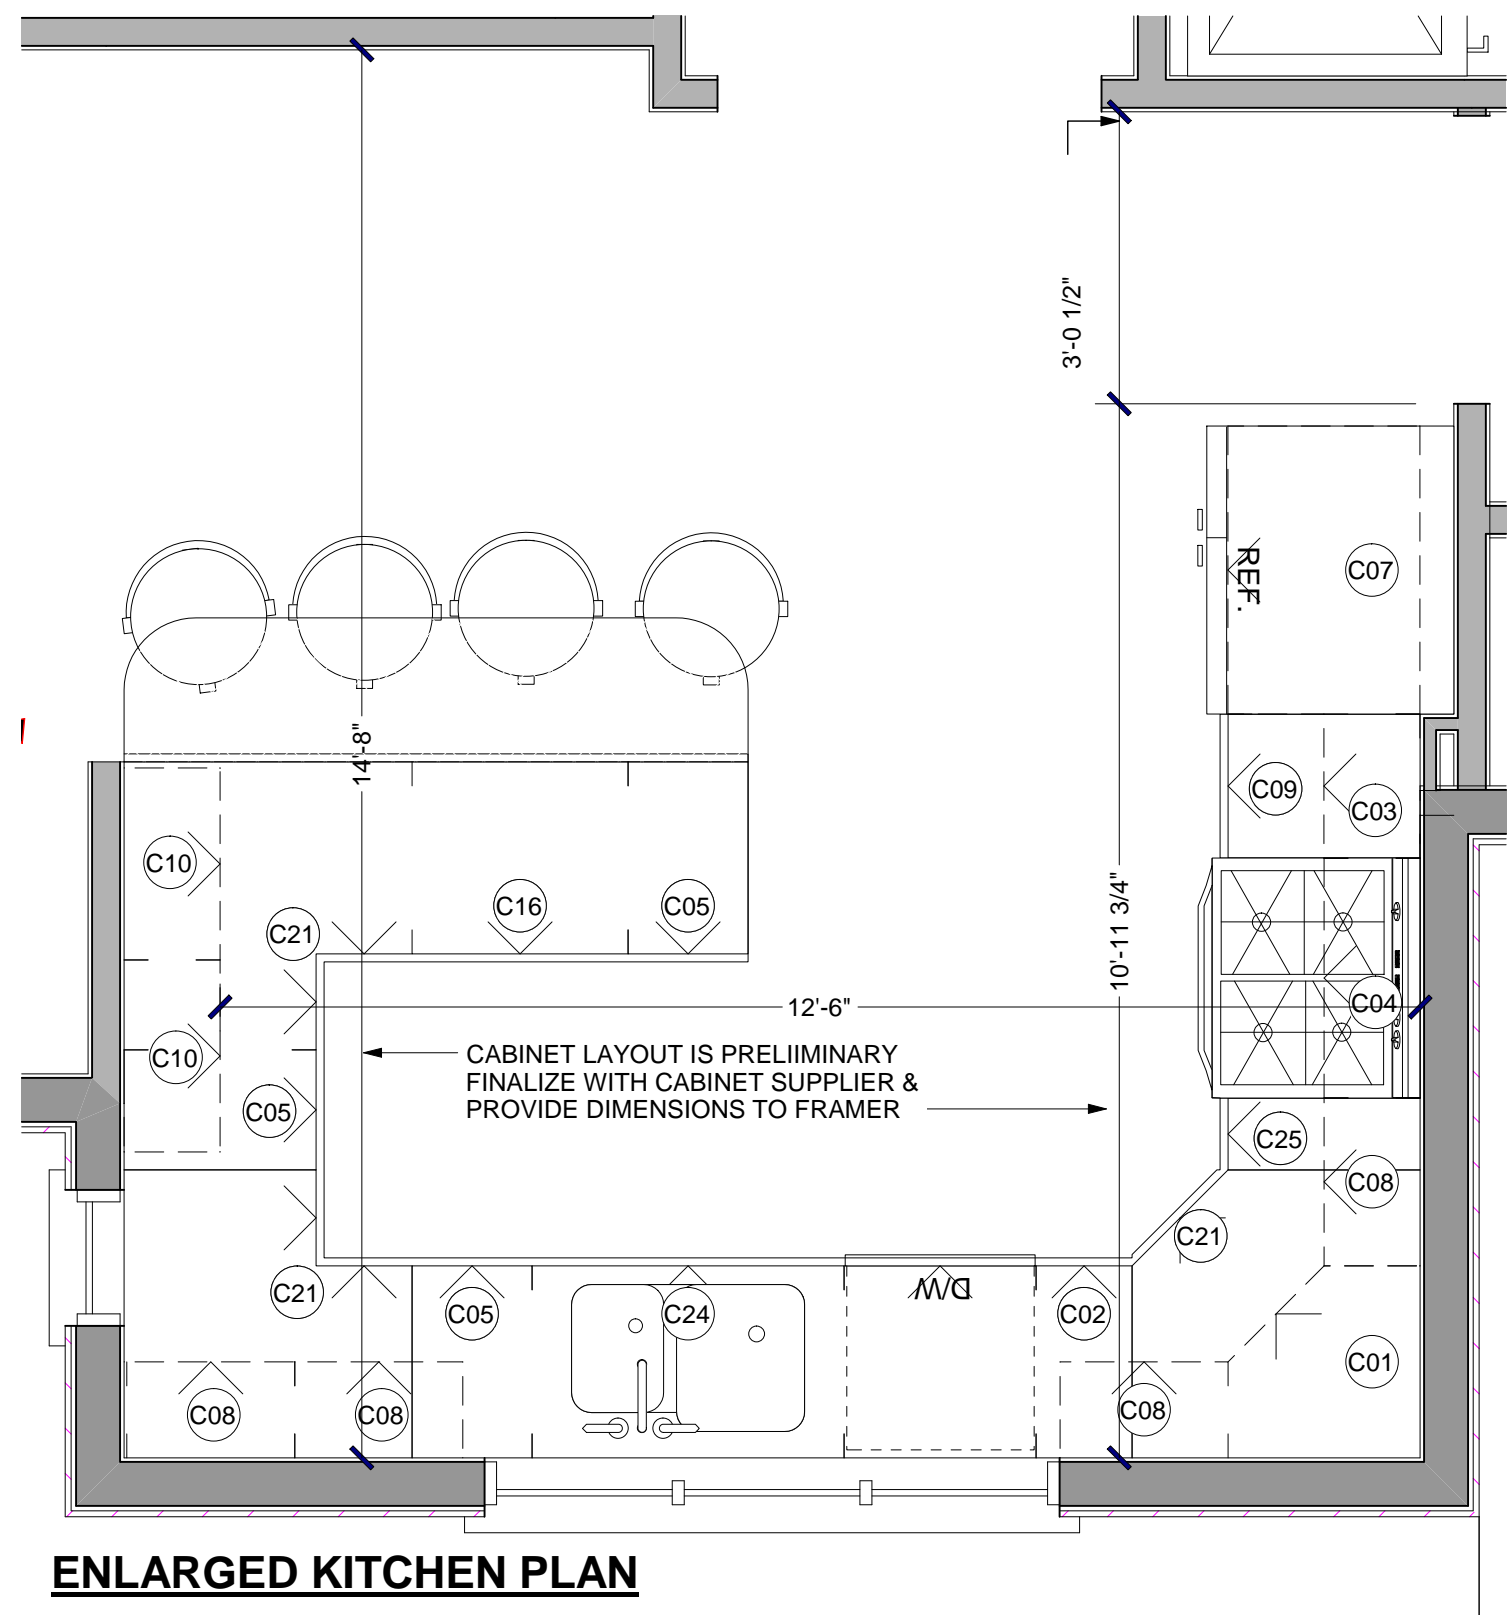 3'-0 1/2"
REF.
C07
14'-8"
C09
C03
C10
C16
C05
C21
10'-11 3/4"
12'-6"
C04
CABINET LAYOUT IS PRELIIMINARY
FINALIZE WITH CABINET SUPPLIER &
PROVIDE DIMENSIONS TO FRAMER
C10
C05
C25
C08
C21
C21
C05
C24
D/W
C02
C01
C08
C08
C08
ENLARGED KITCHEN PLAN